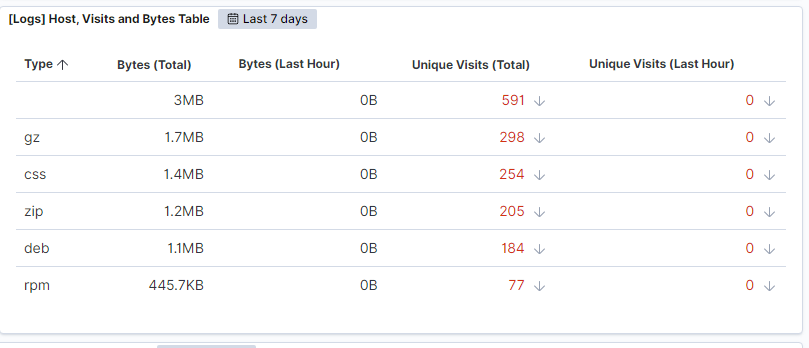 [Logs] Host, Visits and Bytes Table Last 7 days
Type Bytes (Total) Bytes (Last Hour) Unique Visits (Total) Unique Visits (Last Hour)
3MB 0B 591 0
gz 1.7MB 0B 298 0
css 1.4MB 0B 254 0
zip 1.2MB 0B 205 0
deb 1.1MB 0B 184 0
rpm 445.7KB 0B 77 0